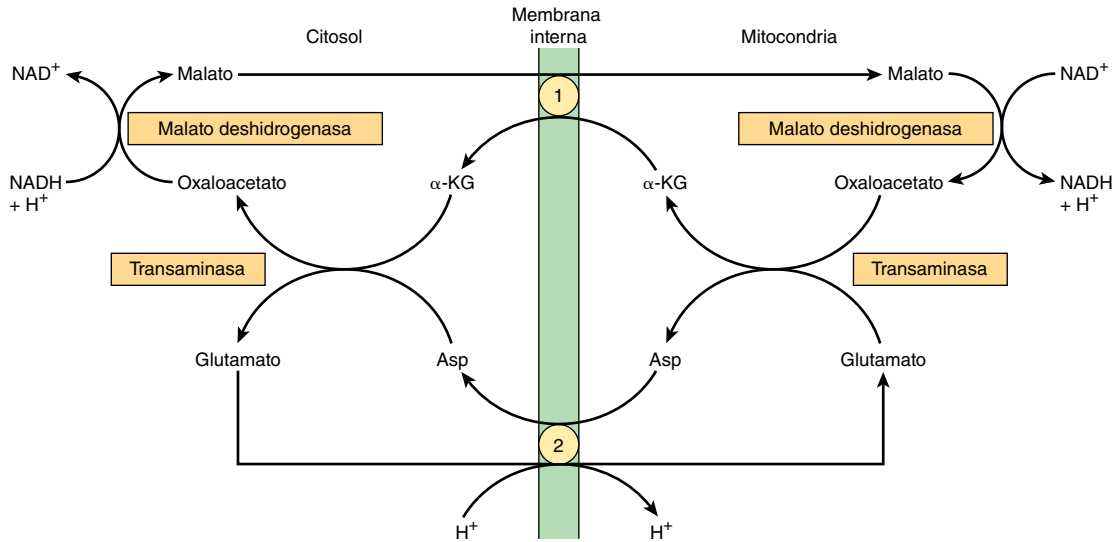 Membrana
interna
Citosol
Mitocondria
NAD+
Malato
1
Malato
NAD+
Malato deshidrogenasa
Malato deshidrogenasa
NADH
+ H+
Oxaloacetato
α-KG
α-KG
Oxaloacetato
NADH
+ H+
Transaminasa
Transaminasa
Glutamato
Asp
Asp
Glutamato
2
H+
H+